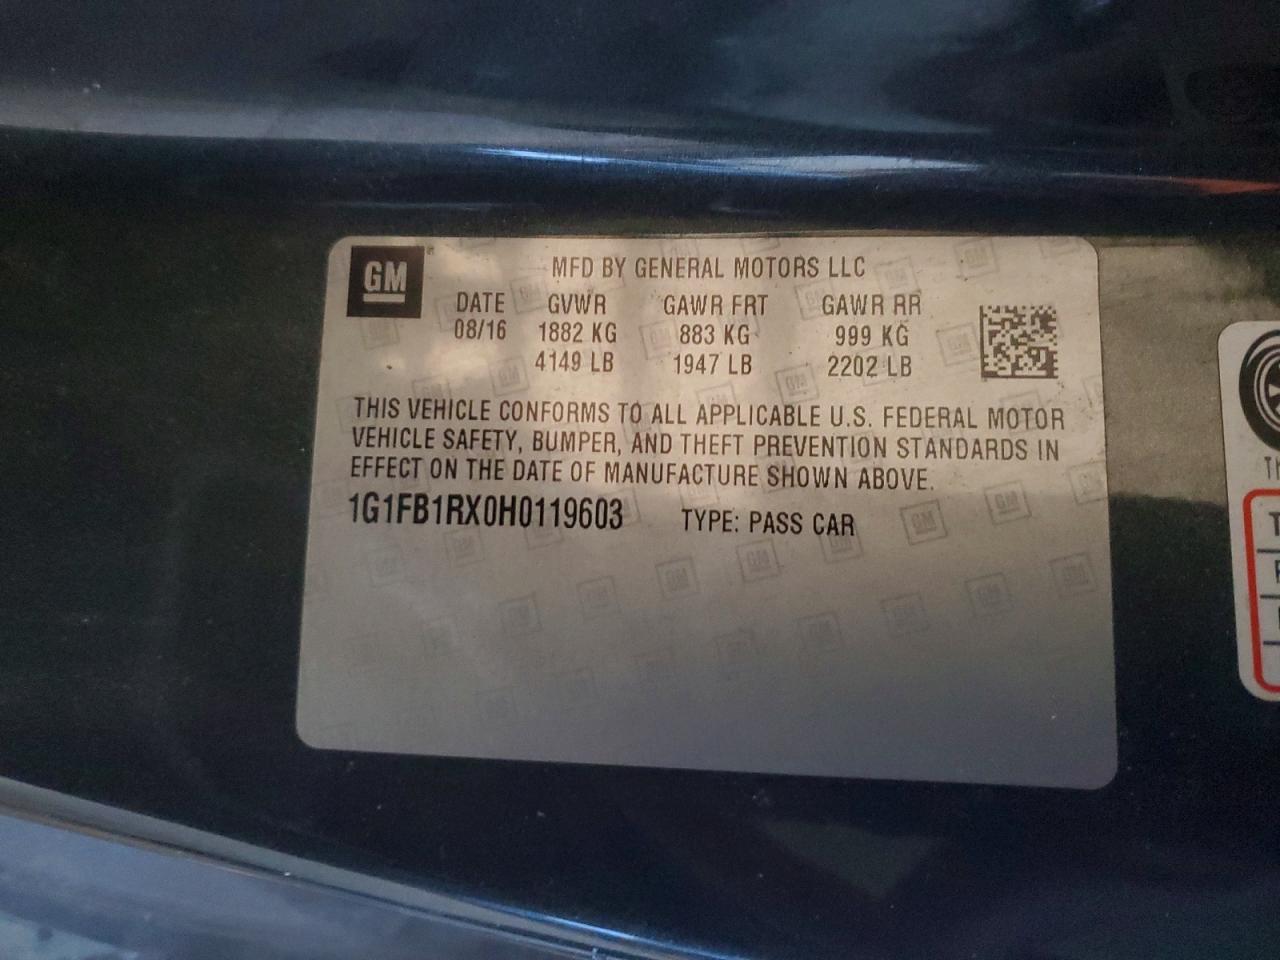 GM
MFD BY GENERAL MOTORS LLC
DATE GVWR GAWR FRT GAWR RR
08/16 1882 KG 883 KG 999 KG
4149 LB 1947 LB 2202 LB
THIS VEHICLE CONFORMS TO ALL APPLICABLE U.S. FEDERAL MOTOR
VEHICLE SAFETY, BUMPER, AND THEFT PREVENTION STANDARDS IN
EFFECT ON THE DATE OF MANUFACTURE SHOWN ABOVE.
1G1FB1RX0H0119603 TYPE: PASS CAR